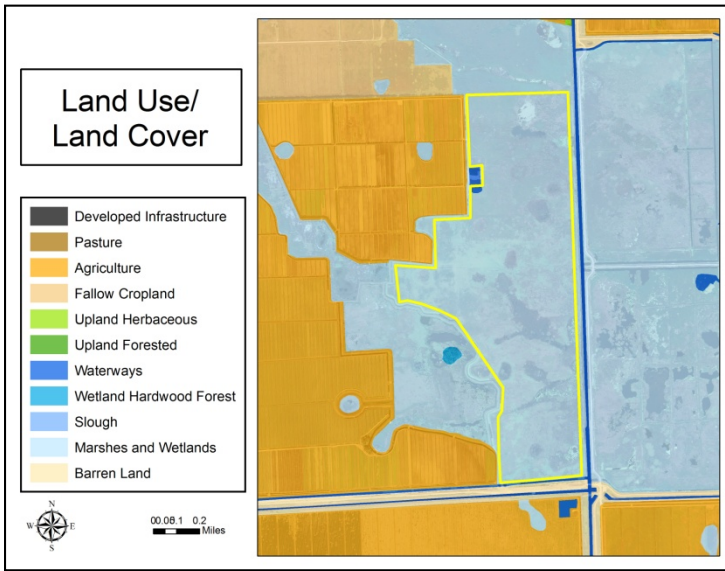 Land Use/
Land Cover
Developed Infrastructure
Pasture
Agriculture
Fallow Cropland
Upland Herbaceous
Upland Forested
Waterways
Wetland Hardwood Forest
Slough
Marshes and Wetlands
Barren Land
N
W E
S
0 0.05 0.1 0.2
Miles